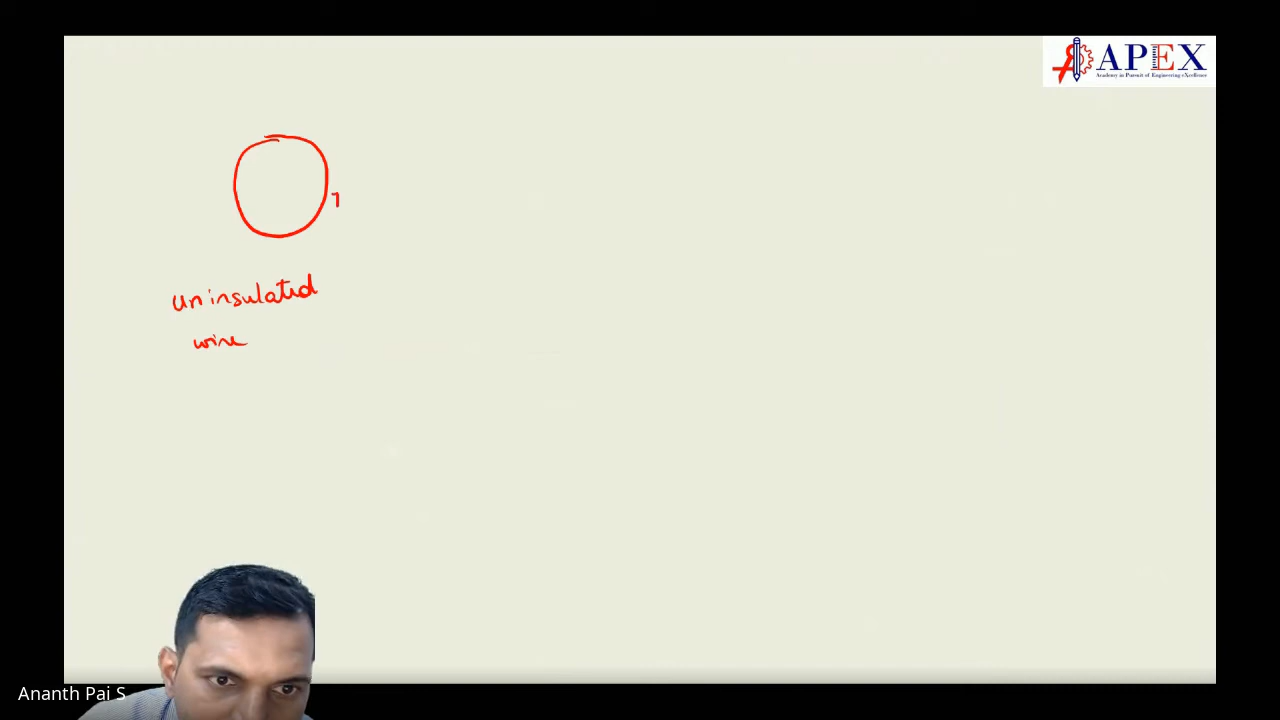 APEX
Academy in Pursuit of Engineering eXcellence
uninsulated
wire
Ananth Pai S